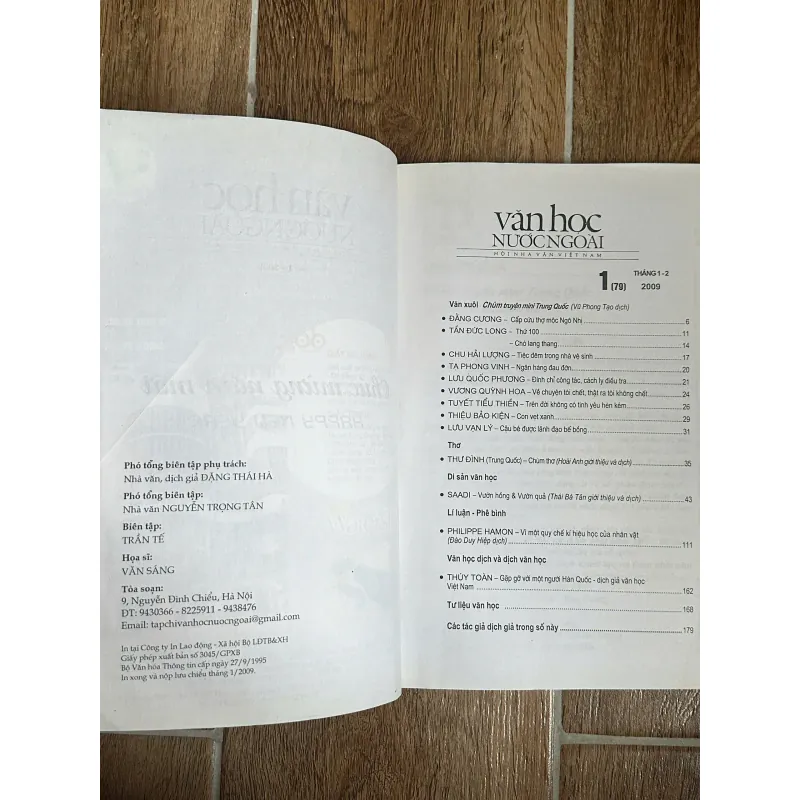 Phó tổng biên tập phụ trách:
Nhà văn, dịch giả ĐẶNG THÁI HÀ
Phó tổng biên tập:
Nhà văn NGUYỄN TRỌNG TÂN
Biên tập:
TRẦN TẾ
Họa sĩ:
VĂN SÁNG
Tòa soạn:
9, Nguyễn Đình Chiểu, Hà Nội
ĐT: 9430366 - 8225911 - 9438476
Email: tapchivanhocnuocngoai@gmail.com
In tại Công ty In Lao động - Xã hội Bộ LĐTB&XH
Giấy phép xuất bản số 3045/GPXB
Bộ Văn hóa Thông tin cấp ngày 27/9/1995
In xong và nộp lưu chiểu tháng 1/2009.
văn học
NƯỚC NGOÀI
HỘI NHÀ VĂN VIỆT NAM
1 (79) THÁNG 1 - 2
2009
Văn xuôi Chùm truyện mini Trung Quốc (Vũ Phong Tạo dịch)
● ĐẶNG CƯƠNG – Cấp cứu thợ mộc Ngô Nhị 6
● TẦN ĐỨC LONG – Thứ 100 11
– Chó lang thang 14
● CHU HẢI LƯỢNG – Tiệc đêm trong nhà vệ sinh 17
● TẠ PHONG VINH – Ngân hàng đau đớn 20
● LƯU QUỐC PHƯƠNG – Đình chỉ công tác, cách ly điều tra 21
● VƯƠNG QUỲNH HOA – Về chuyện tôi chết, thật ra tôi không chết 24
● TUYẾT TIỂU THIỀN – Trên đời không có tình yêu hèn kém 26
● THIỆU BẢO KIỆN – Con vẹt xanh 29
● LƯU VẠN LÝ – Cậu bé được lãnh đạo bế bồng 31
Thơ
● THƯ ĐÌNH (Trung Quốc) – Chùm thơ (Hoài Anh giới thiệu và dịch) 35
Di sản văn học
● SAADI – Vườn hồng & Vườn quả (Thái Bá Tân giới thiệu và dịch) 43
Lí luận - Phê bình
● PHILIPPE HAMON – Vì một quy chế kí hiệu học của nhân vật
(Đào Duy Hiệp dịch) 111
Văn học dịch và dịch văn học
● THÚY TOÀN – Gặp gỡ với một người Hàn Quốc - dịch giả văn học
Việt Nam 162
Tư liệu văn học 168
Các tác giả dịch giả trong số này 179